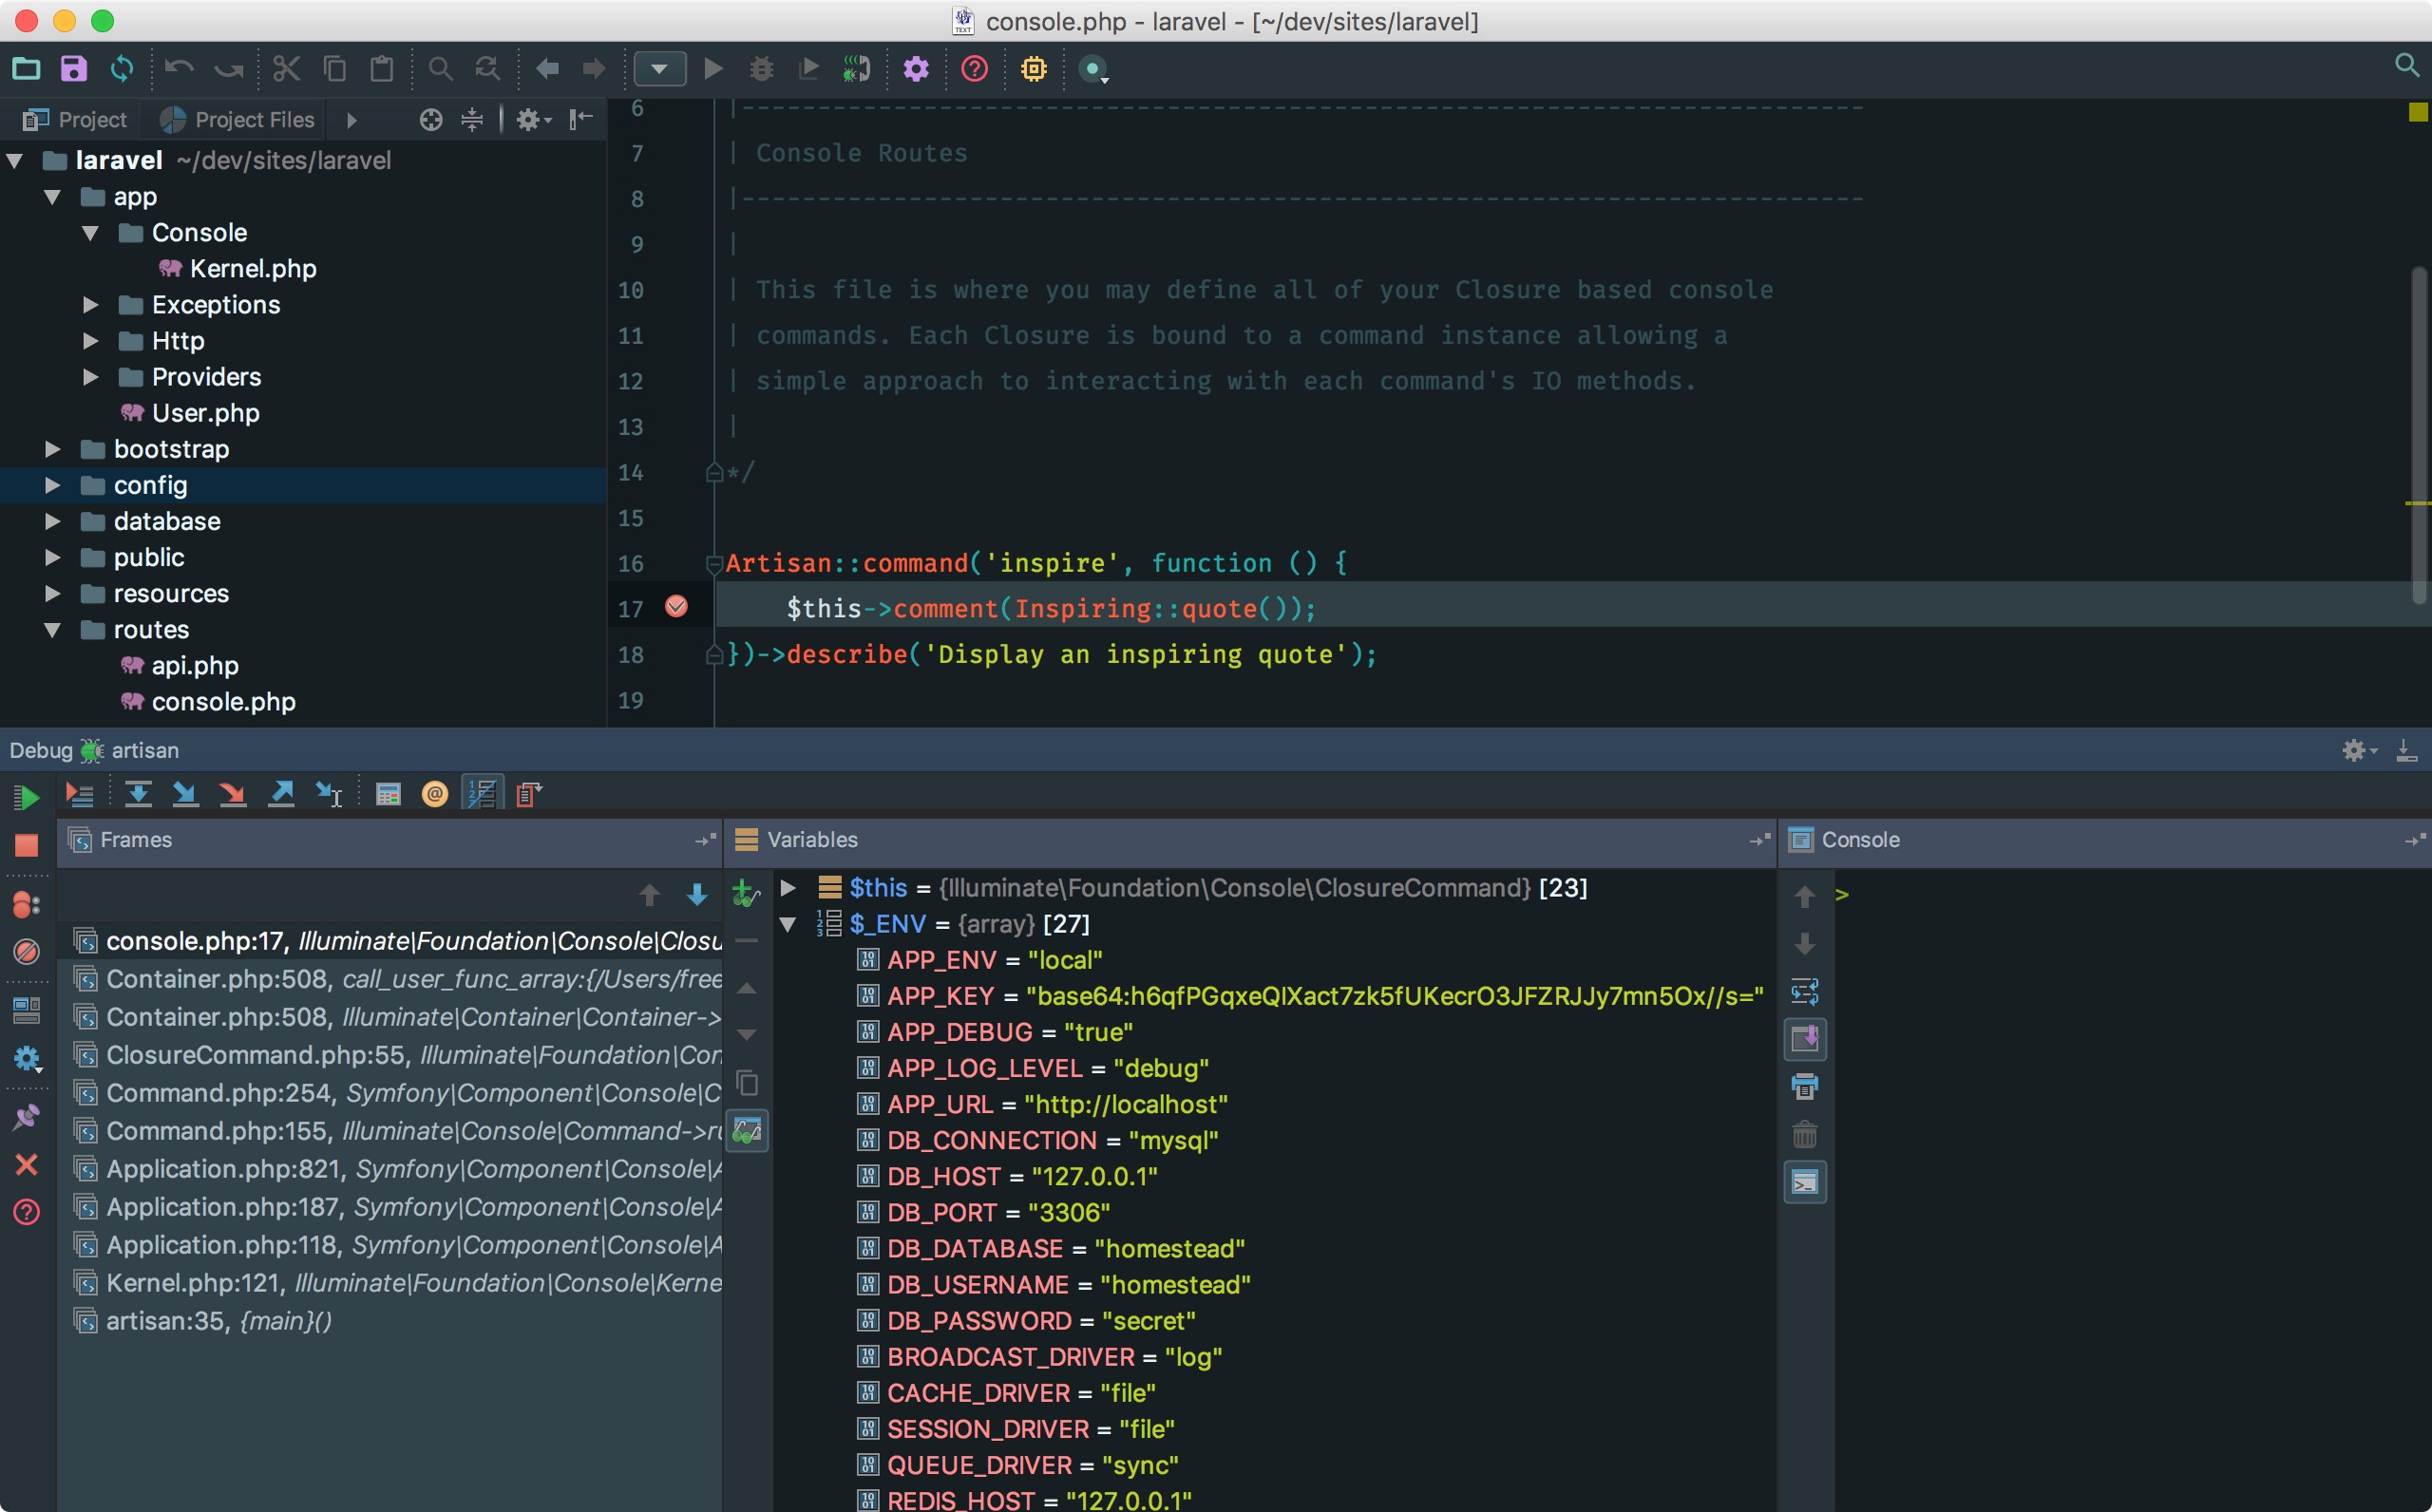 console.php - laravel - [~/dev/sites/laravel]
Project
Project Files
laravel ~/dev/sites/laravel
app
Console
Kernel.php
Exceptions
Http
Providers
User.php
bootstrap
config
database
public
resources
routes
api.php
console.php
6 |--------------------------------------------------------------------------
7 | Console Routes
8 |--------------------------------------------------------------------------
9 |
10 | This file is where you may define all of your Closure based console
11 | commands. Each Closure is bound to a command instance allowing a
12 | simple approach to interacting with each command's IO methods.
13 |
14 */
15
16 Artisan::command('inspire', function () {
17 $this->comment(Inspiring::quote());
18 })->describe('Display an inspiring quote');
19
Debug artisan
Frames
console.php:17, Illuminate\Foundation\Console\Closu
Container.php:508, call_user_func_array:{/Users/free
Container.php:508, Illuminate\Container\Container->
ClosureCommand.php:55, Illuminate\Foundation\Con
Command.php:254, Symfony\Component\Console\C
Command.php:155, Illuminate\Console\Command->ru
Application.php:821, Symfony\Component\Console\A
Application.php:187, Symfony\Component\Console\A
Application.php:118, Symfony\Component\Console\A
Kernel.php:121, Illuminate\Foundation\Console\Kerne
artisan:35, {main}()
Variables
$this = {Illuminate\Foundation\Console\ClosureCommand} [23]
$_ENV = {array} [27]
APP_ENV = "local"
APP_KEY = "base64:h6qfPGqxeQIXact7zk5fUKecrO3JFZRJJy7mn5Ox//s="
APP_DEBUG = "true"
APP_LOG_LEVEL = "debug"
APP_URL = "http://localhost"
DB_CONNECTION = "mysql"
DB_HOST = "127.0.0.1"
DB_PORT = "3306"
DB_DATABASE = "homestead"
DB_USERNAME = "homestead"
DB_PASSWORD = "secret"
BROADCAST_DRIVER = "log"
CACHE_DRIVER = "file"
SESSION_DRIVER = "file"
QUEUE_DRIVER = "sync"
REDIS_HOST = "127.0.0.1"
Console
>